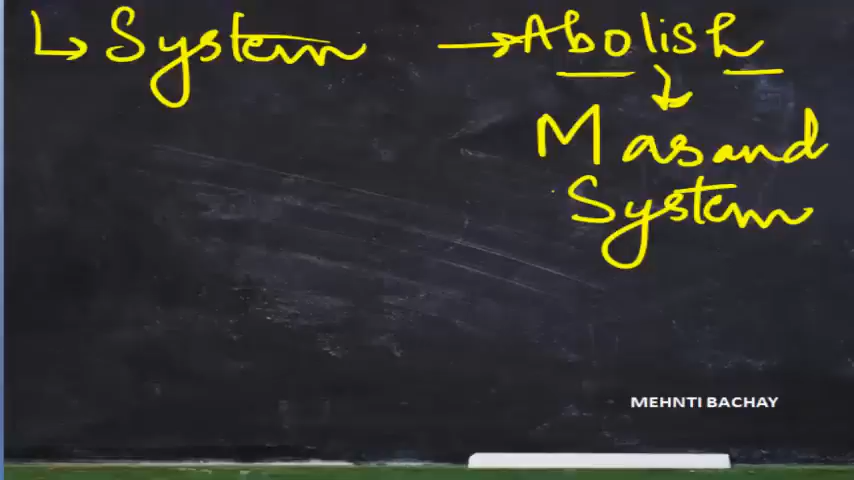 ↳ System → Abolish
↓
Masand
System
MEHNTI BACHAY